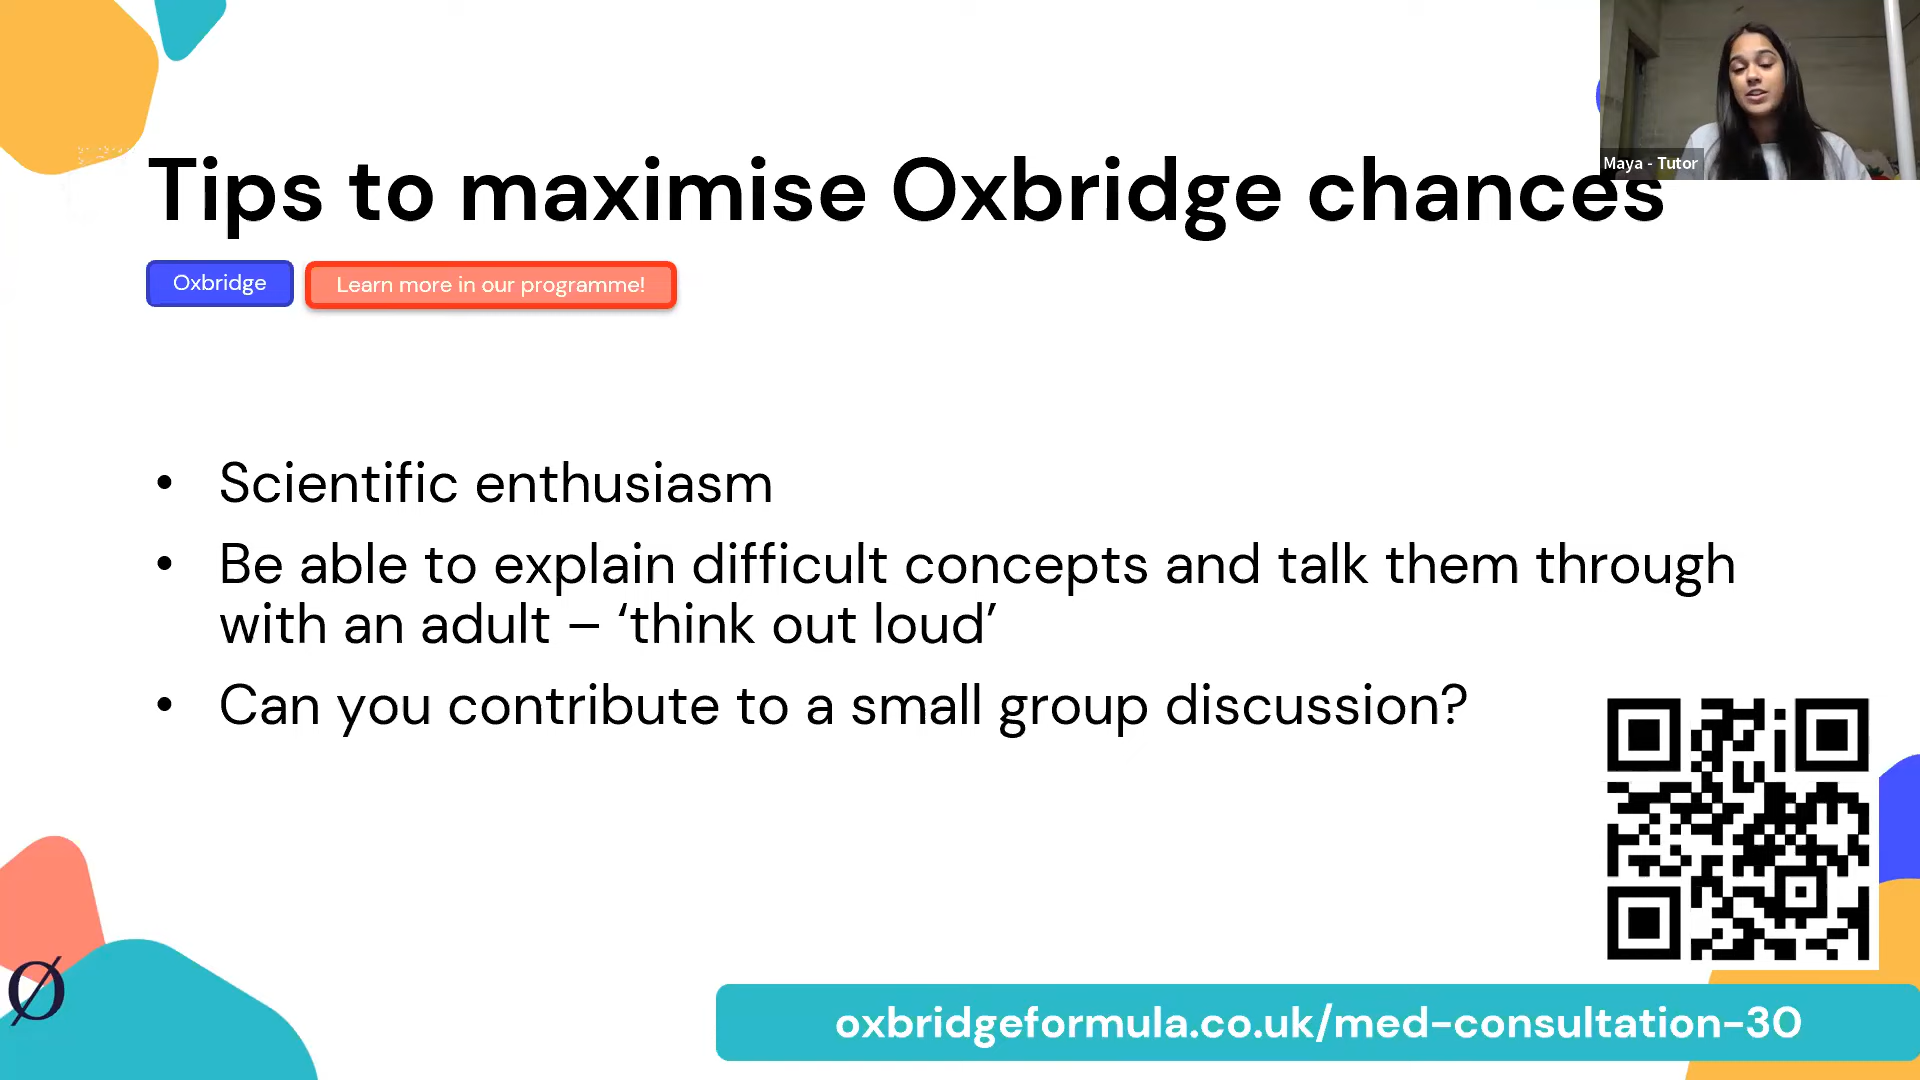 Maya - Tutor
Tips to maximise Oxbridge chances
Oxbridge
Learn more in our programme!
• Scientific enthusiasm
• Be able to explain difficult concepts and talk them through
with an adult – ‘think out loud’
• Can you contribute to a small group discussion?
Ø
oxbridgeformula.co.uk/med-consultation-30